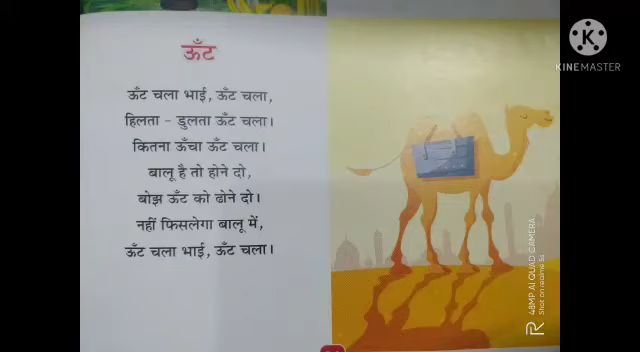 ऊँट
ऊँट चला भाई, ऊँट चला,
हिलता - डुलता ऊँट चला।
कितना ऊँचा ऊँट चला।
बालू है तो होने दो,
बोझ ऊँट को ढोने दो।
नहीं फिसलेगा बालू में,
ऊँट चला भाई, ऊँट चला।
K
KINEMASTER
48MP AI QUAD CAMERA
Shot on realme 5s
R